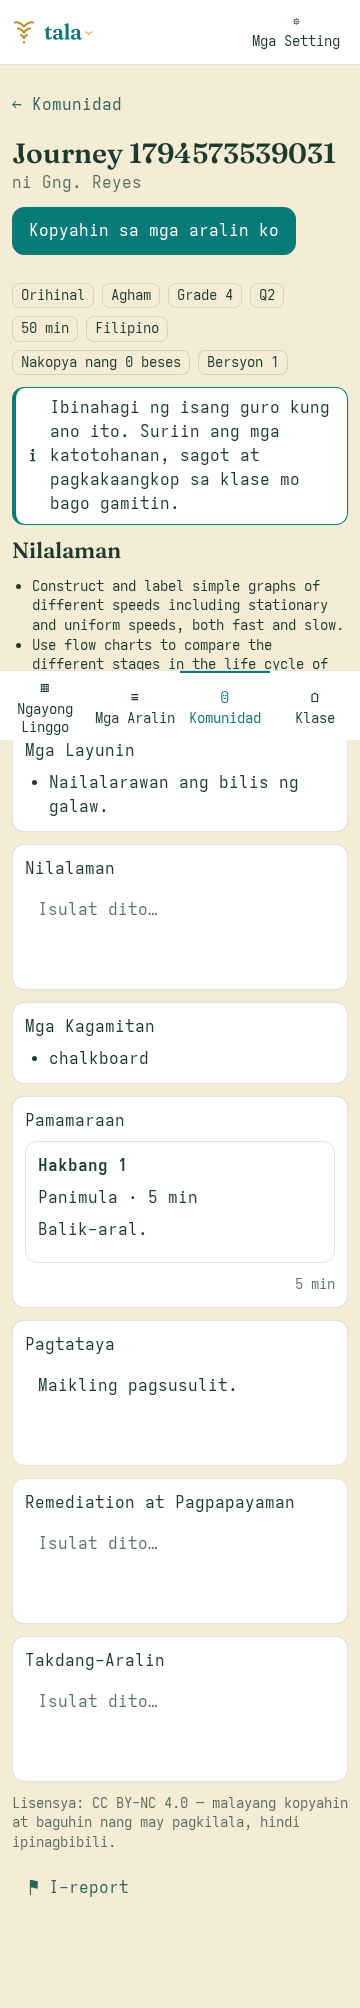 tala
Mga Setting
← Komunidad
Journey 1794573539031
ni Gng. Reyes
Kopyahin sa mga aralin ko
Orihinal Agham Grade 4 Q2
50 min Filipino
Nakopya nang 0 beses Bersyon 1
Ibinahagi ng isang guro kung
ano ito. Suriin ang mga
katotohanan, sagot at
pagkakaangkop sa klase mo
bago gamitin.
Nilalaman
• Construct and label simple graphs of
different speeds including stationary
and uniform speeds, both fast and slow.
• Use flow charts to compare the
different stages in the life cycle of
Ngayong
Linggo
Mga Aralin
Komunidad
Klase
Mga Layunin
• Nailalarawan ang bilis ng
galaw.
Nilalaman
Isulat dito…
Mga Kagamitan
• chalkboard
Pamamaraan
Hakbang 1
Panimula · 5 min
Balik-aral.
5 min
Pagtataya
Maikling pagsusulit.
Remediation at Pagpapayaman
Isulat dito…
Takdang-Aralin
Isulat dito…
Lisensya: CC BY-NC 4.0 — malayang kopyahin
at baguhin nang may pagkilala, hindi
ipinagbibili.
I-report